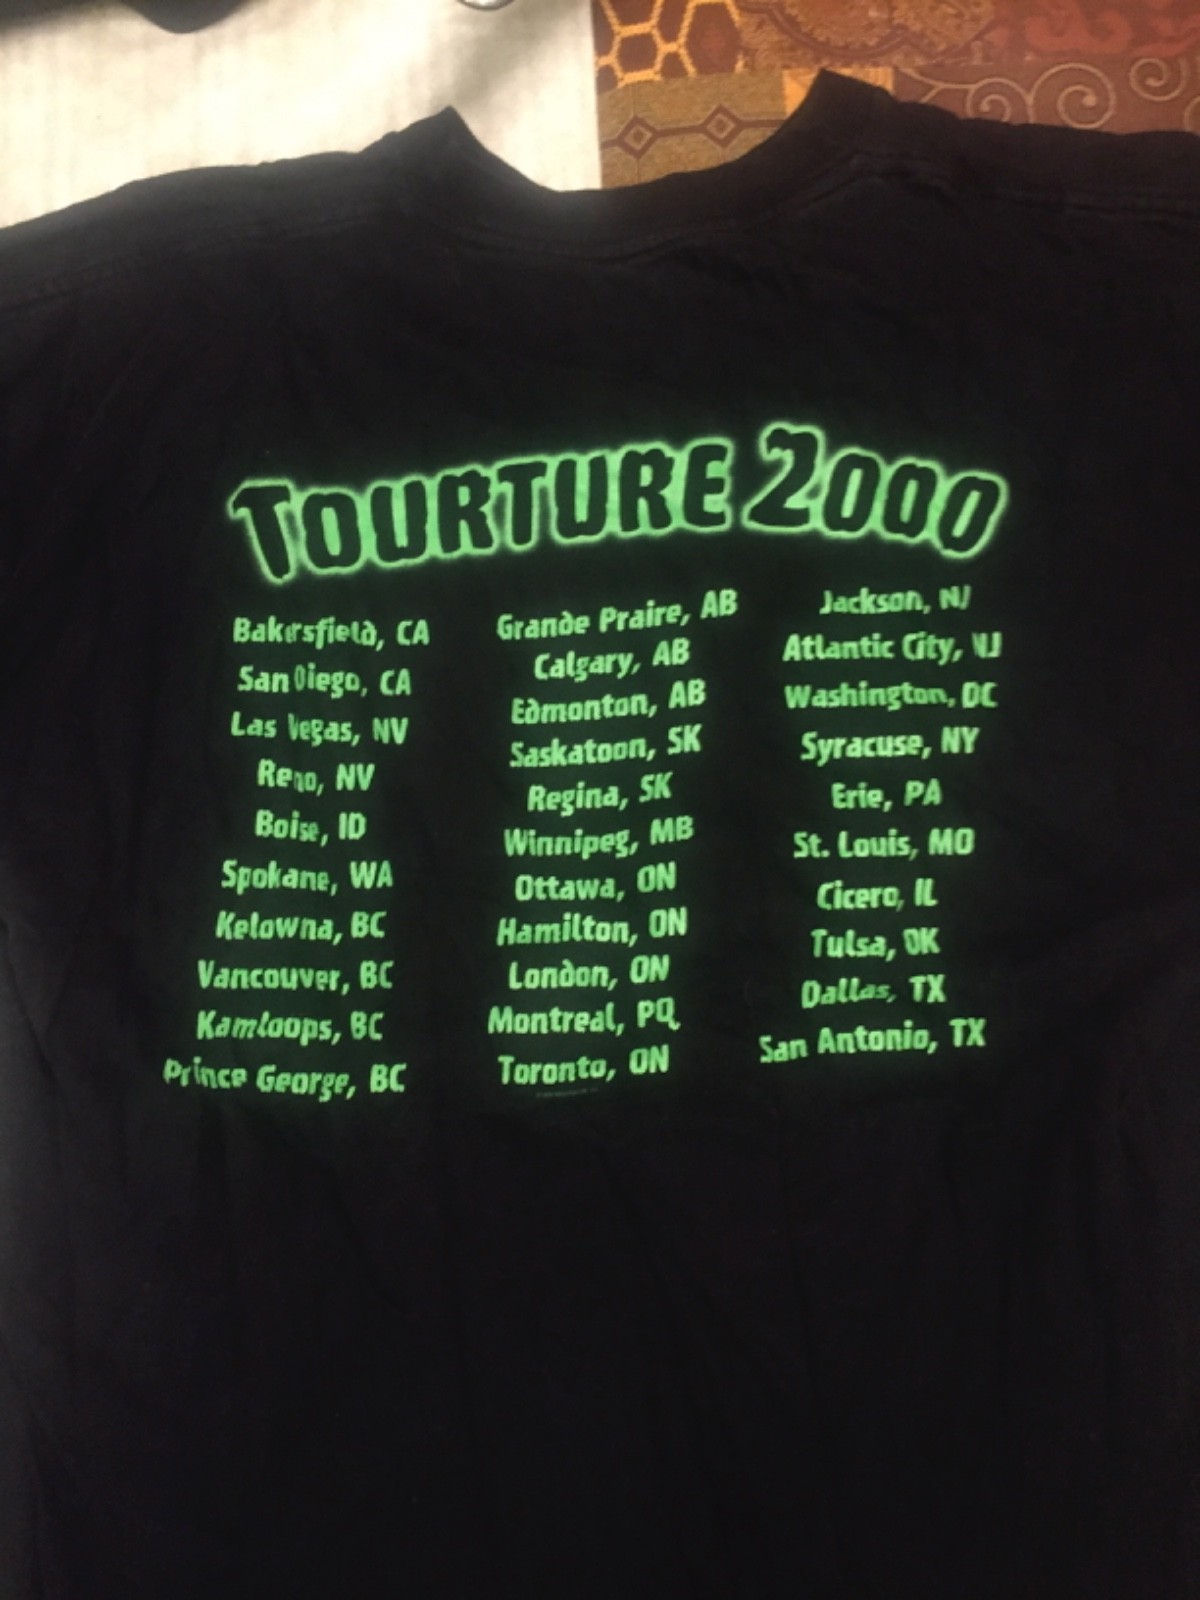 TOURTURE 2000
Bakersfield, CA
San Diego, CA
Las Vegas, NV
Reno, NV
Boise, ID
Spokane, WA
Kelowna, BC
Vancouver, BC
Kamloops, BC
Prince George, BC
Grande Praire, AB
Calgary, AB
Edmonton, AB
Saskatoon, SK
Regina, SK
Winnipeg, MB
Ottawa, ON
Hamilton, ON
London, ON
Montreal, PQ
Toronto, ON
Jackson, NJ
Atlantic City, NJ
Washington, DC
Syracuse, NY
Erie, PA
St. Louis, MO
Cicero, IL
Tulsa, OK
Dallas, TX
San Antonio, TX